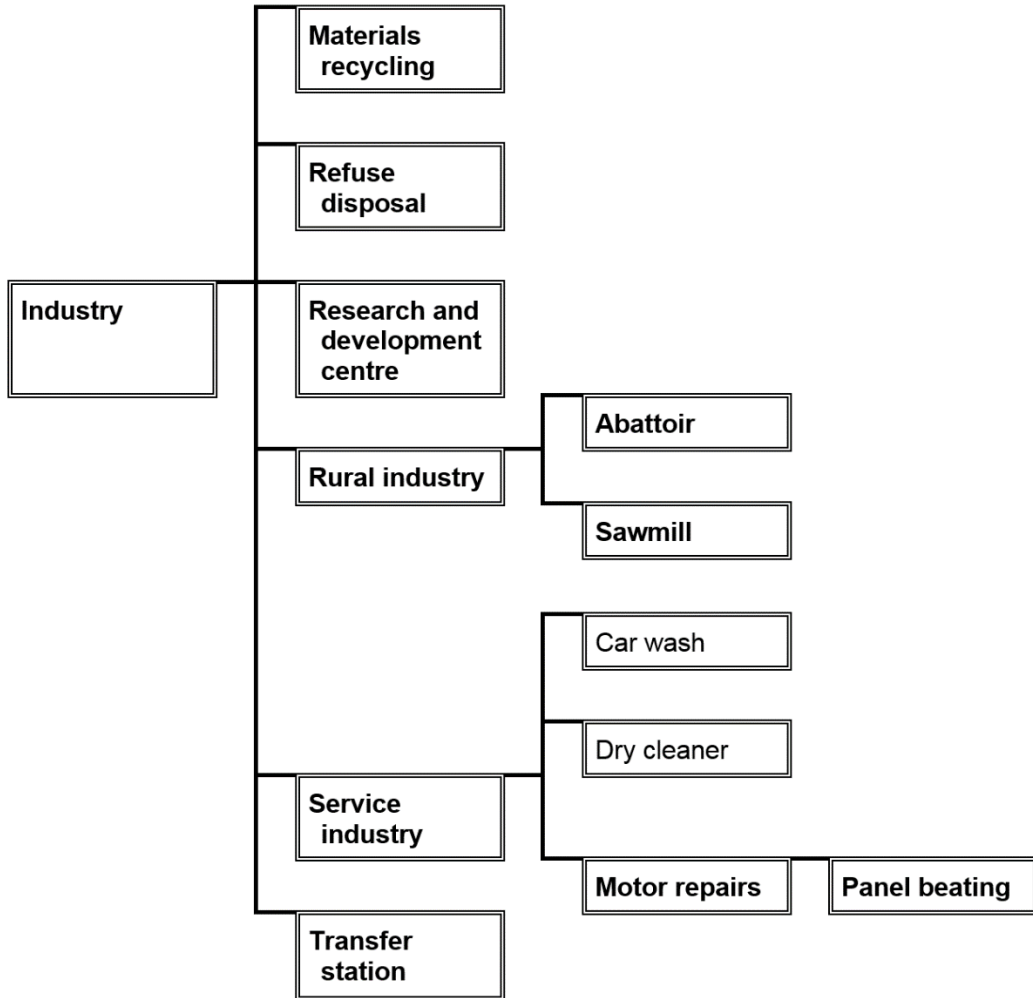 Materials
recycling
Refuse
disposal
Industry
Research and
development
centre
Abattoir
Rural industry
Sawmill
Car wash
Dry cleaner
Service
industry
Motor repairs
Panel beating
Transfer
station